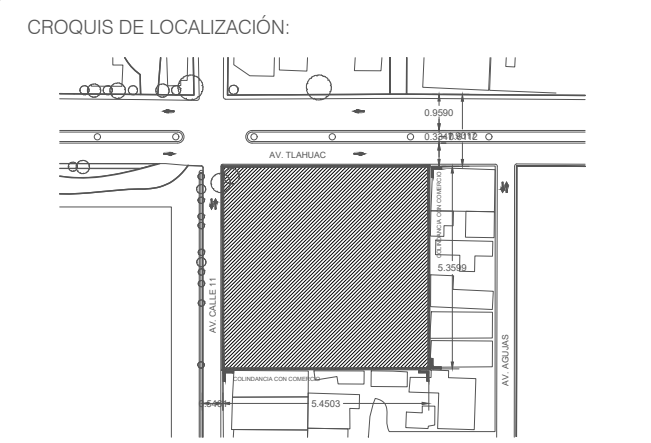 CROQUIS DE LOCALIZACIÓN:
0.9590
AV. TLAHUAC
COLINDANCIA CON COMERCIO
5.3599
AV. CALLE 11
AV. AGUJAS
COLINDANCIA CON COMERCIO
5.4503